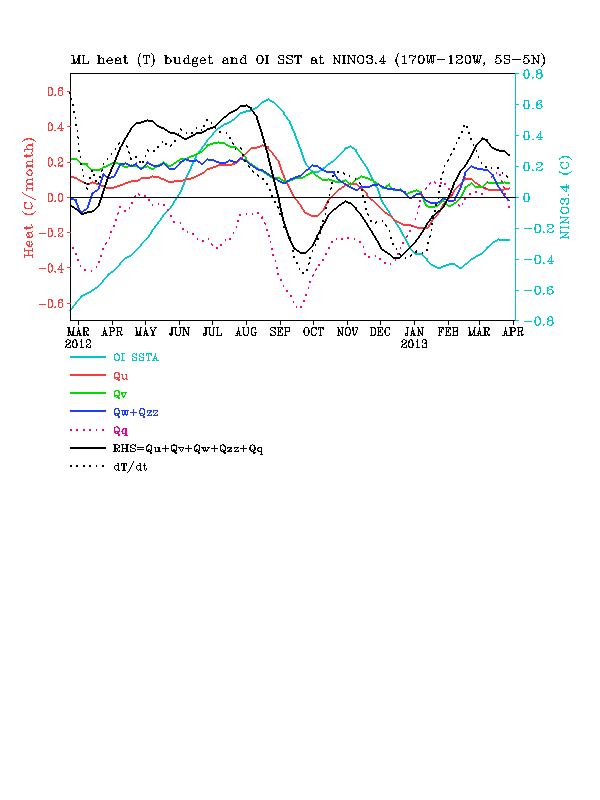 ML heat (T) budget and OI SST at NINO3.4 (170W-120W, 5S-5N)
Heat (C/month)
0.6
0.4
0.2
0.0
-0.2
-0.4
-0.6
0.8
0.6
0.4
0.2
0
-0.2
-0.4
-0.6
-0.8
NINO3.4 (C)
MAR APR MAY JUN JUL AUG SEP OCT NOV DEC JAN FEB MAR APR
2012 2013
OI SSTA
Qu
Qv
Qw+Qzz
Qq
RHS=Qu+Qv+Qw+Qzz+Qq
dT/dt